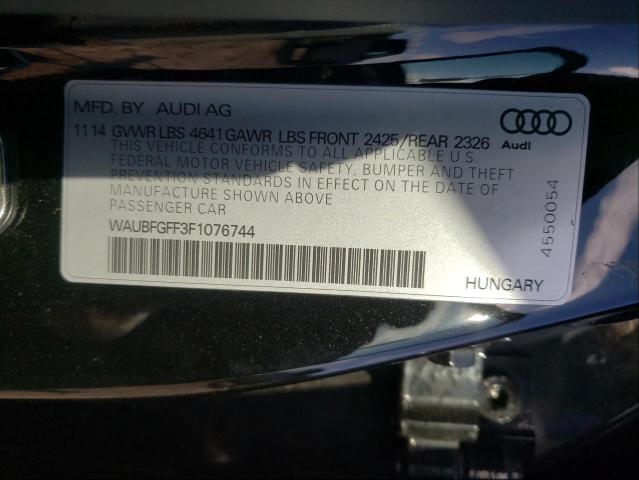 MFD. BY AUDI AG
11 14 GVWR LBS 4641 GAWR LBS FRONT 2425/REAR 2326
THIS VEHICLE CONFORMS TO ALL APPLICABLE U.S.
FEDERAL MOTOR VEHICLE SAFETY, BUMPER AND THEFT
PREVENTION STANDARDS IN EFFECT ON THE DATE OF
MANUFACTURE SHOWN ABOVE
PASSENGER CAR
WAUBFGFF3F1076744
HUNGARY
Audi
4550054